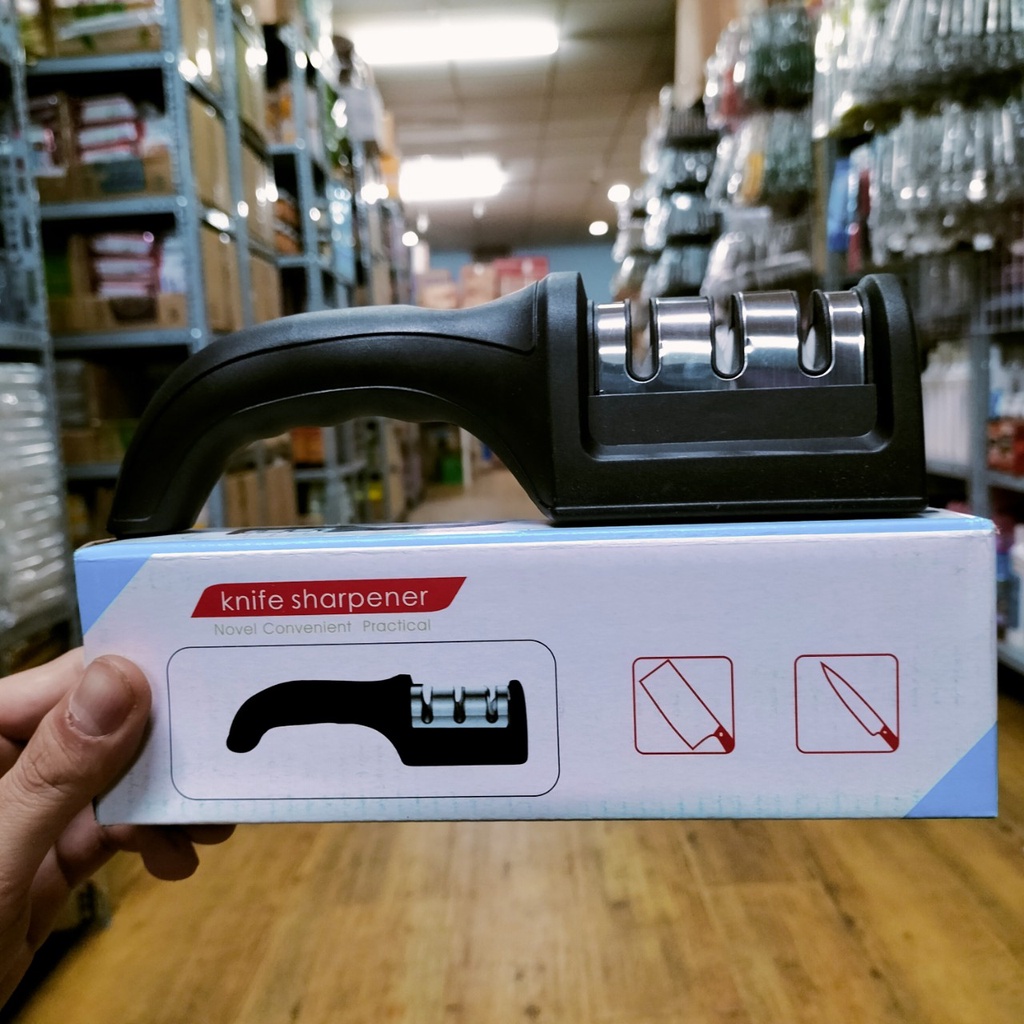 knife sharpener
Novel Convenient Practical